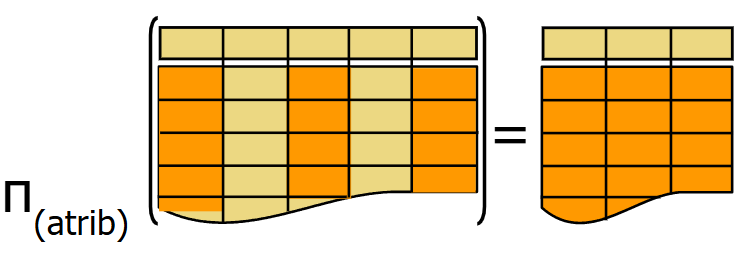 Π(atrib) =